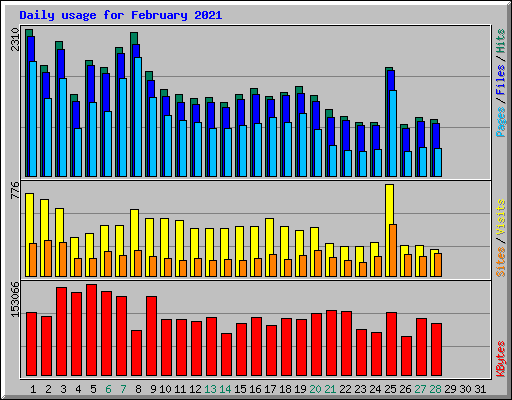 Daily usage for February 2021
2310
776
153066
Pages / Files / Hits
Sites / Visits
KBytes
1 2 3 4 5 6 7 8 9 10 11 12 13 14 15 16 17 18 19 20 21 22 23 24 25 26 27 28 29 30 31